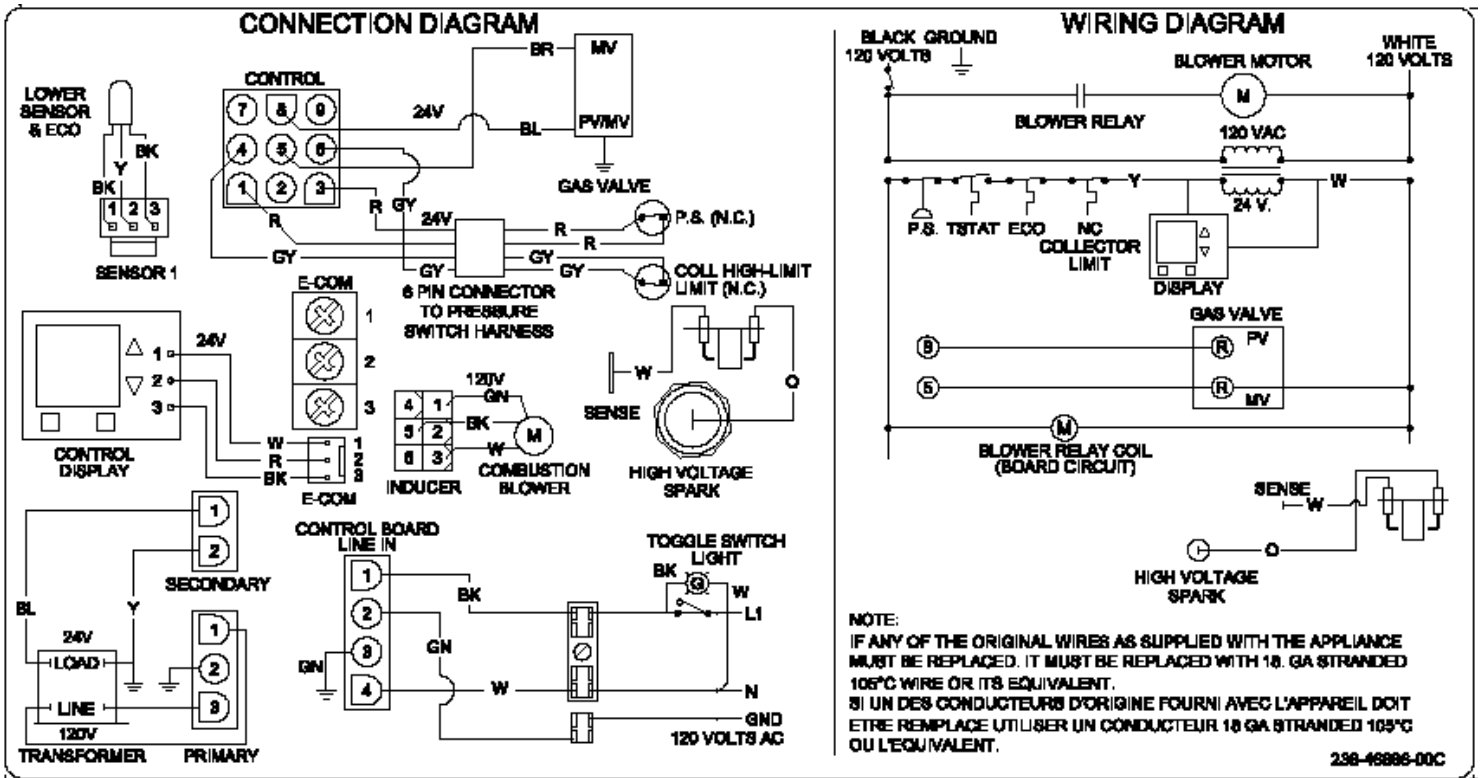 CONNECTION DIAGRAM
LOWER
SENSOR
& ECO
BK
Y
BK
1 2 3
SENSOR 1
CONTROL
7 8 9
4 5 6
1 2 3
24V
BR
BL
MV
PV/MV
GAS VALVE
R
GY
R
GY
24V
GY
R
R
GY
GY
P.S. (N.C.)
COLL HIGH-LIMIT
LIMIT (N.C.)
6 PIN CONNECTOR
TO PRESSURE
SWITCH HARNESS
E-COM
1
2
3
24V
1
2
3
CONTROL
DISPLAY
W
R
BK
1
2
3
E-COM
4 1
5 2
6 3
INDUCER
120V
GN
BK
W
M
COMBUSTION
BLOWER
W
SENSE
O
HIGH VOLTAGE
SPARK
1
2
SECONDARY
BL
Y
24V
LOAD
LINE
120V
TRANSFORMER
1
2
3
PRIMARY
CONTROL BOARD
LINE IN
1
2
3
4
GN
BK
GN
W
TOGGLE SWITCH
LIGHT
BK
G
W
L1
N
GND
120 VOLTS AC
WIRING DIAGRAM
BLACK GROUND
120 VOLTS
WHITE
120 VOLTS
BLOWER MOTOR
M
BLOWER RELAY
120 VAC
Y
W
24 V.
P.S. TSTAT ECO NC
COLLECTOR
LIMIT
DISPLAY
GAS VALVE
R PV
5
R
MV
M
BLOWER RELAY COIL
(BOARD CIRCUIT)
SENSE
W
O
HIGH VOLTAGE
SPARK
NOTE:
IF ANY OF THE ORIGINAL WIRES AS SUPPLIED WITH THE APPLIANCE
MUST BE REPLACED. IT MUST BE REPLACED WITH 18. GA STRANDED
105°C WIRE OR ITS EQUIVALENT.
SI UN DES CONDUCTEURS D'ORIGINE FOURNI AVEC L'APPAREIL DOIT
ETRE REMPLACE UTILISER UN CONDUCTEUR 18 GA STRANDED 105°C
OU L'EQUIVALENT.